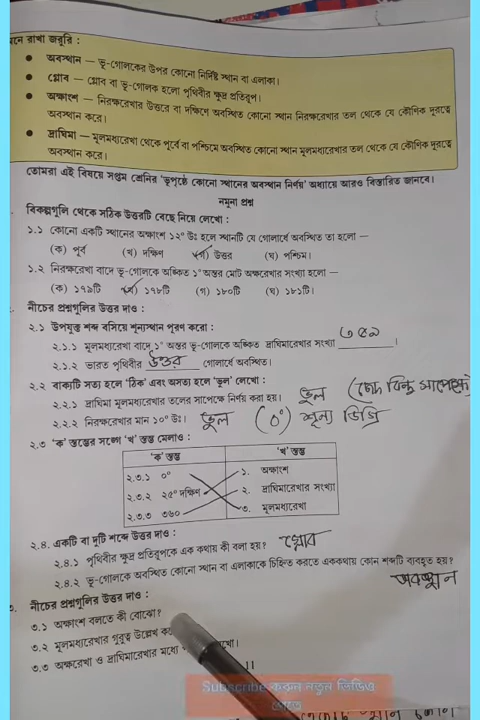 মনে রাখা জরুরি :
• অবস্থান — ভূ-গোলকের উপর কোনো নির্দিষ্ট স্থান বা এলাকা।
• গ্লোব — গ্লোব বা ভূ-গোলক হলো পৃথিবীর ক্ষুদ্র প্রতিরূপ।
• অক্ষাংশ — নিরক্ষরেখার উত্তরে বা দক্ষিণে অবস্থিত কোনো স্থান নিরক্ষরেখার তল থেকে যে কৌণিক দূরত্বে
অবস্থান করে।
• দ্রাঘিমা — মূলমধ্যরেখা থেকে পূর্বে বা পশ্চিমে অবস্থিত কোনো স্থান মূলমধ্যরেখার তল থেকে যে কৌণিক দূরত্বে
অবস্থান করে।
তোমরা এই বিষয়ে সপ্তম শ্রেনির 'ভূপৃষ্ঠে কোনো স্থানের অবস্থান নির্ণয়' অধ্যায়ে আরও বিস্তারিত জানবে।
নমুনা প্রশ্ন
বিকল্পগুলি থেকে সঠিক উত্তরটি বেছে নিয়ে লেখো :
১.১ কোনো একটি স্থানের অক্ষাংশ ১২° উঃ হলে স্থানটি যে গোলার্ধে অবস্থিত তা হলো —
(ক) পূর্ব (খ) দক্ষিণ (গ) উত্তর (ঘ) পশ্চিম।
১.২ নিরক্ষরেখা বাদে ভূ-গোলকে অঙ্কিত ১° অন্তর মোট অক্ষরেখার সংখ্যা হলো —
(ক) ১৭৯টি (খ) ১৭৮টি (গ) ১৮০টি (ঘ) ১৮১টি।
২. নীচের প্রশ্নগুলির উত্তর দাও :
২.১ উপযুক্ত শব্দ বসিয়ে শূন্যস্থান পূরণ করো :
২.১.১ মূলমধ্যরেখা বাদে ১° অন্তর ভূ-গোলকে অঙ্কিত দ্রাঘিমারেখার সংখ্যা ৩৫৯
২.১.২ ভারত পৃথিবীর উত্তর গোলার্ধে অবস্থিত।
২.২ বাক্যটি সত্য হলে 'ঠিক' এবং অসত্য হলে 'ভুল' লেখো :
২.২.১ দ্রাঘিমা মূলমধ্যরেখার তলের সাপেক্ষে নির্ণয় করা হয়। ভুল বিন্দু সাপেক্ষে)
২.২.২ নিরক্ষরেখার মান ১০° উঃ। ভুল (০°) শূন্য ডিগ্রি
২.৩ 'ক' স্তম্ভের সঙ্গে 'খ' স্তম্ভ মেলাও :
'ক' স্তম্ভ 'খ' স্তম্ভ
২.৩.১ ০° ১. অক্ষাংশ
২.৩.২ ২৫° দক্ষিণ ২. দ্রাঘিমারেখার সংখ্যা
২.৩.৩ ৩৬০ ৩. মূলমধ্যরেখা
২.৪. একটি বা দুটি শব্দে উত্তর দাও :
২.৪.১ পৃথিবীর ক্ষুদ্র প্রতিরূপকে এক কথায় কী বলা হয়? গ্লোব
২.৪.২ ভূ-গোলকে অবস্থিত কোনো স্থান বা এলাকাকে চিহ্নিত করতে এককথায় কোন শব্দটি ব্যবহৃত হয়?
অবস্থান
৩. নীচের প্রশ্নগুলির উত্তর দাও :
৩.১ অক্ষাংশ বলতে কী বোঝো?
৩.২ মূলমধ্যরেখার গুরুত্ব উল্লেখ
৩.৩ অক্ষরেখা ও দ্রাঘিমারেখার মধ্যে
Subscribe করুন নতুন ভিডিও